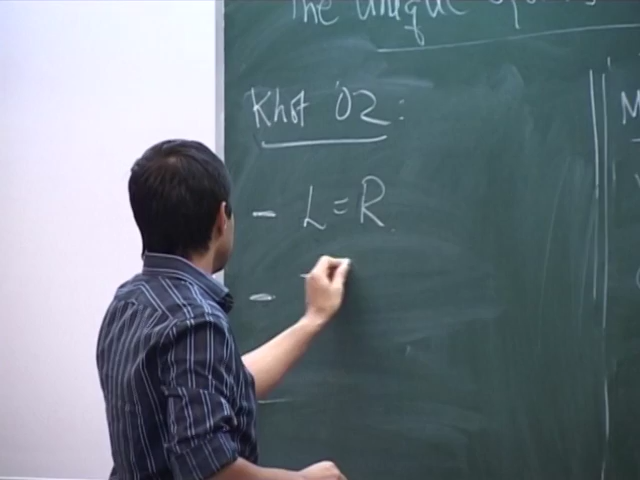 The Unique
Khot '02 :
- L = R
-
M